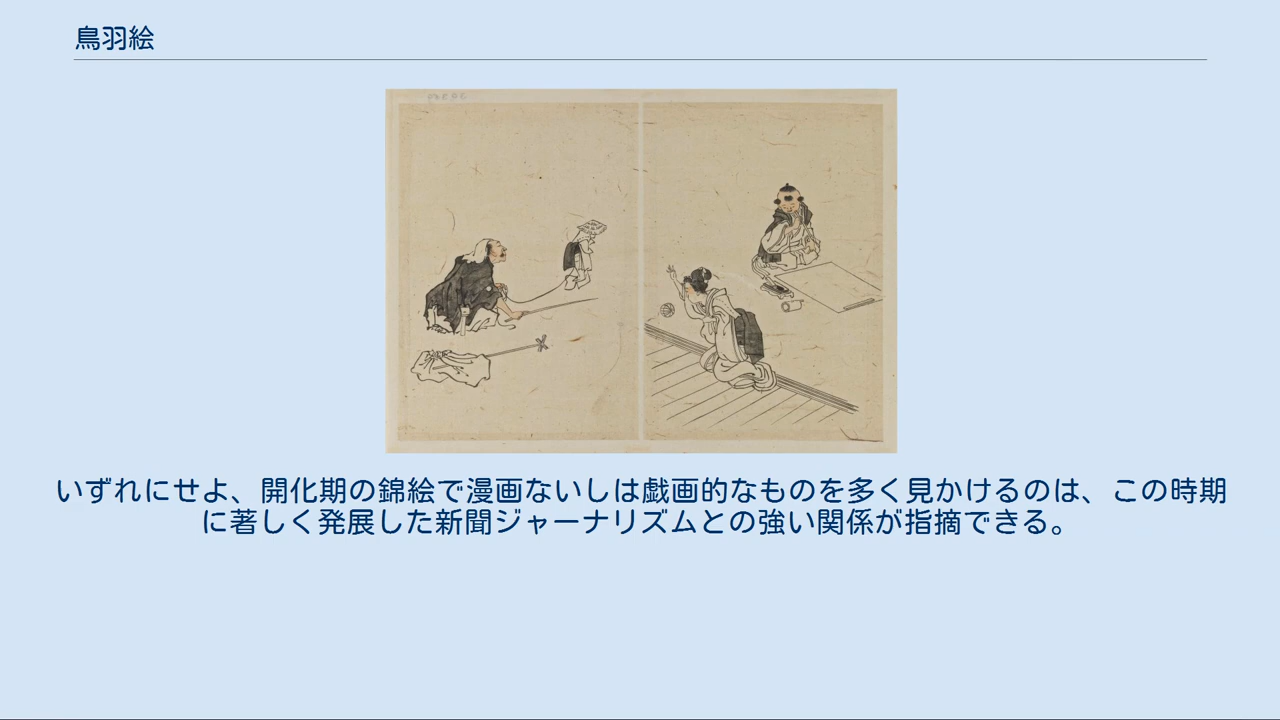 鳥羽絵
いずれにせよ、開化期の錦絵で漫画ないしは戯画的なものを多く見かけるのは、この時期
に著しく発展した新聞ジャーナリズムとの強い関係が指摘できる。